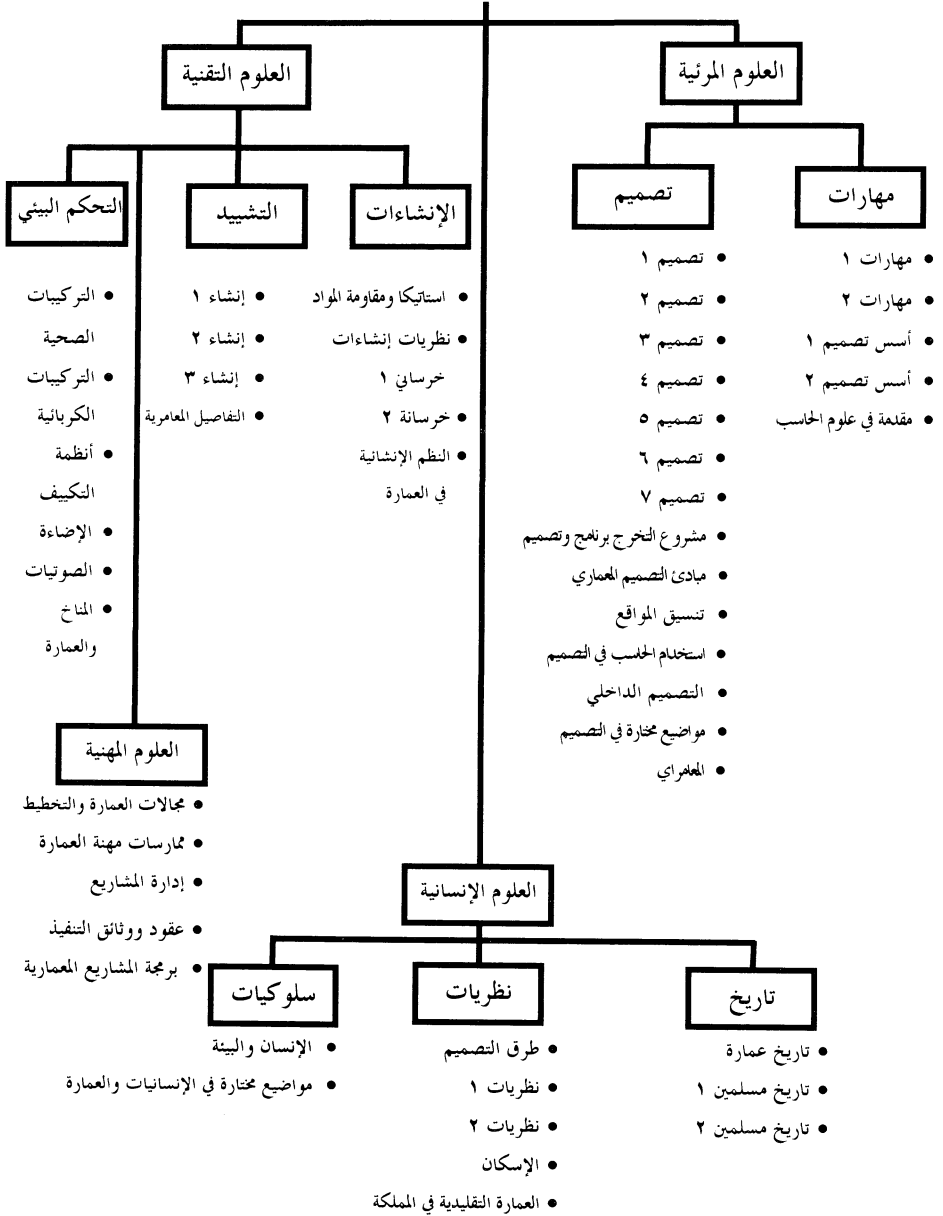 العلوم المرئية
مهارات
• مهارات ١
• مهارات ٢
• أسس تصميم ١
• أسس تصميم ٢
• مقدمة في علوم الحاسب
تصميم
• تصميم ١
• تصميم ٢
• تصميم ٣
• تصميم ٤
• تصميم ٥
• تصميم ٦
• تصميم ٧
• مشروع التخرج برنامج وتصميم
• مبادئ التصميم المعماري
• تنسيق المواقع
• استخدام الحاسب في التصميم
• التصميم الداخلي
• مواضيع مختارة في التصميم
• المعامراي
العلوم التقنية
الإنشاءات
• استاتيكا ومقاومة المواد
• نظريات إنشاءات
خرساني ١
• خرسانة ٢
• النظم الإنشانية
في العمارة
التشييد
• إنشاء ١
• إنشاء ٢
• إنشاء ٣
• التفاصيل المعامرية
التحكم البيئي
• التركيبات
الصحية
• التركيبات
الكربائية
• أنظمة
التكييف
• الإضاءة
• الصوتيات
• المناخ
والعمارة
العلوم المهنية
• مجالات العمارة والتخطيط
• ممارسات مهنة العمارة
• إدارة المشاريع
• عقود ووثائق التنفيذ
• برمجة المشاريع المعمارية
العلوم الإنسانية
تاريخ
• تاريخ عمارة
• تاريخ مسلمين ١
• تاريخ مسلمين ٢
نظريات
• طرق التصميم
• نظريات ١
• نظريات ٢
• الإسكان
• العمارة التقليدية في المملكة
سلوكيات
• الإنسان والبيئة
• مواضيع مختارة في الإنسانيات والعمارة